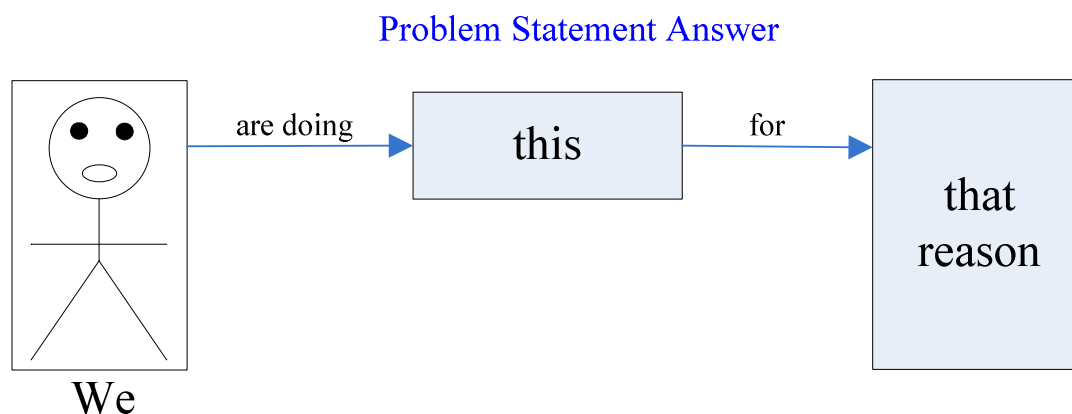 Problem Statement Answer
We
are doing
this
for
that
reason